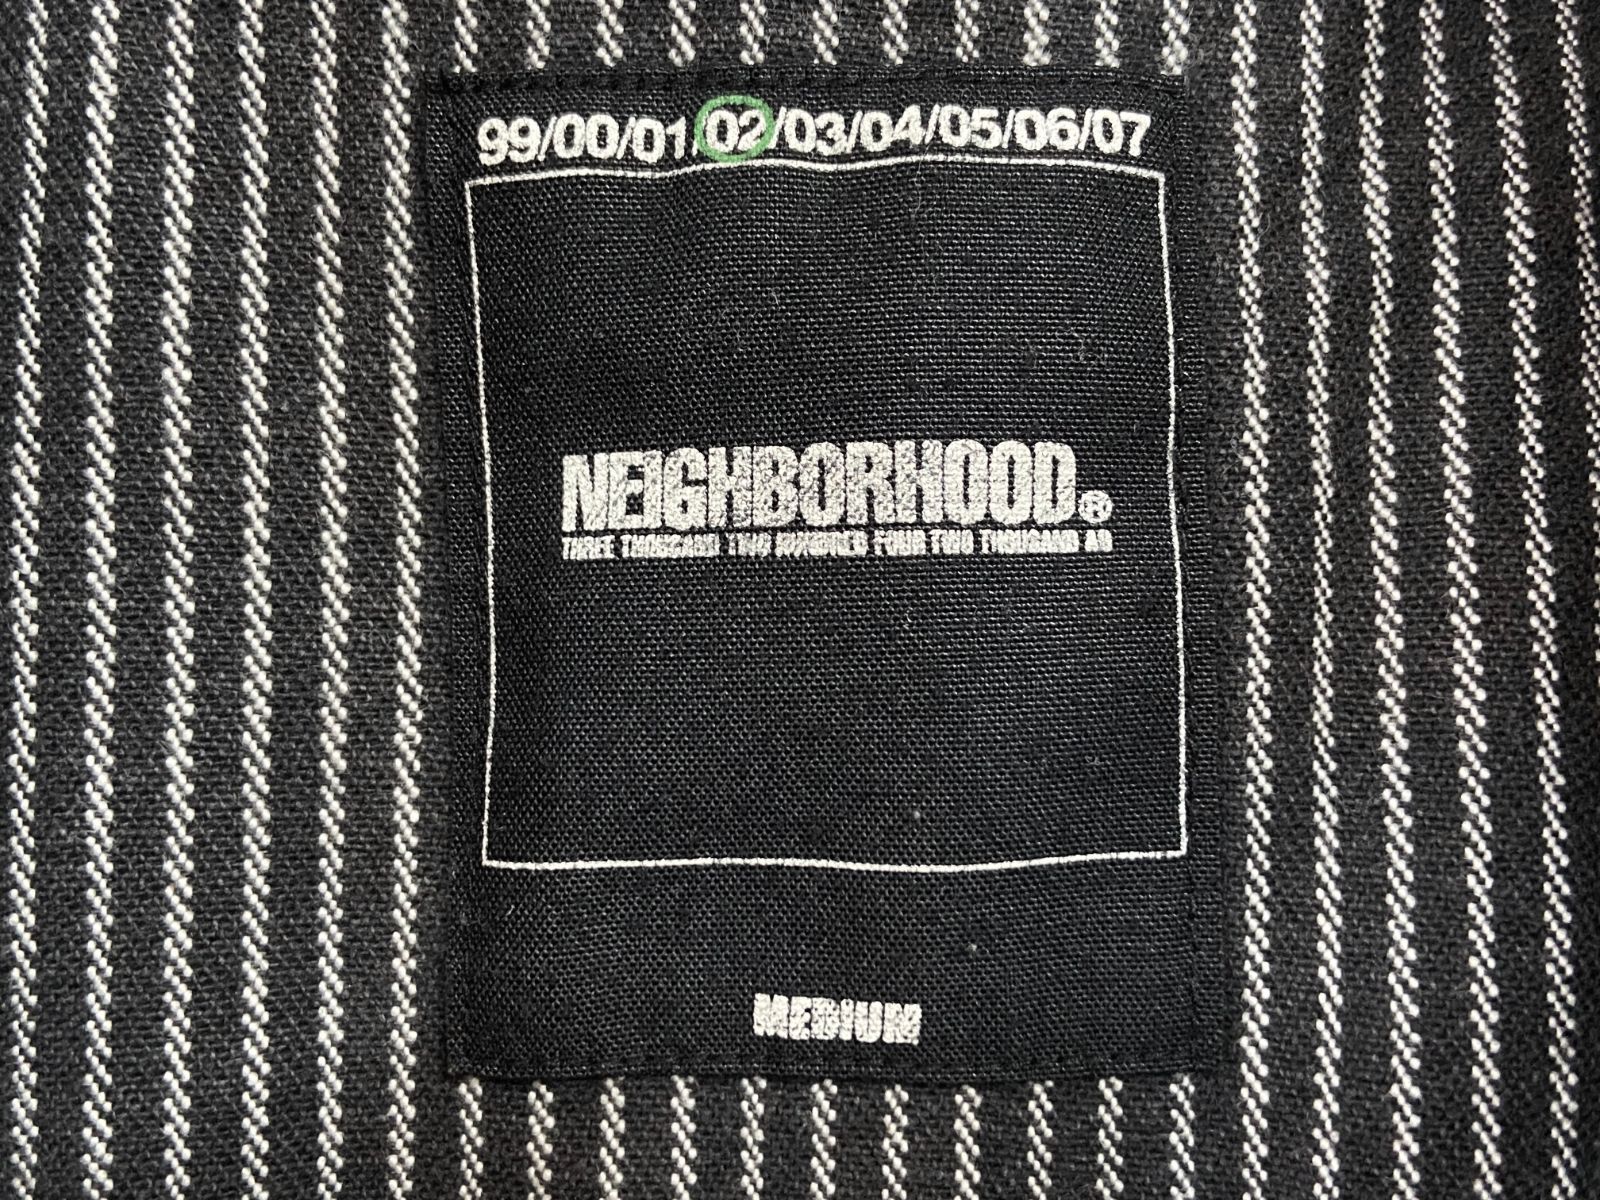 99/00/01/02/03/04/05/06/07
NEIGHBORHOOD®
THREE THOUSAND TWO HUNDRED FOUR TWO THOUSAND AD
MEDIUM